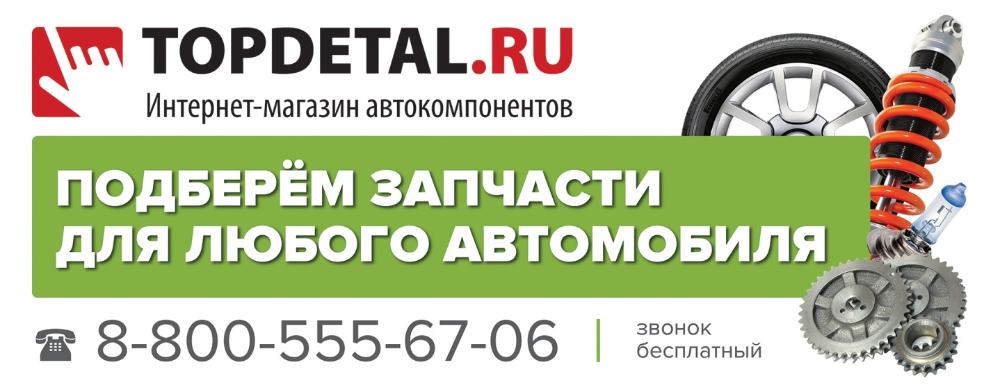 TOPDETAL.RU
Интернет-магазин автокомпонентов
ПОДБЕРЁМ ЗАПЧАСТИ
ДЛЯ ЛЮБОГО АВТОМОБИЛЯ
8-800-555-67-06
звонок
бесплатный